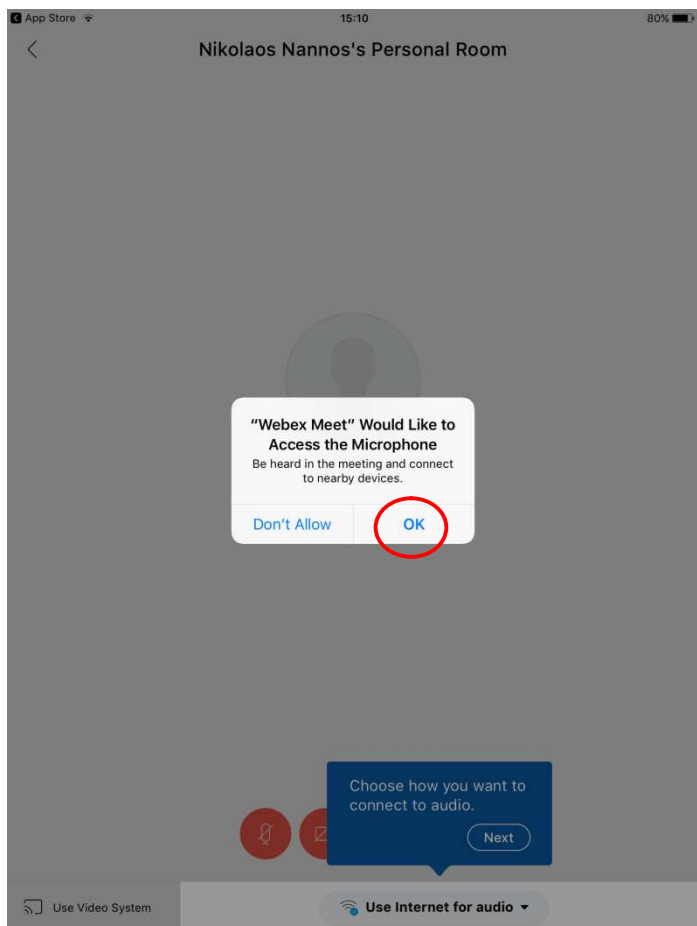 App Store 15:10 80%
Nikolaos Nannos's Personal Room
"Webex Meet" Would Like to
Access the Microphone
Be heard in the meeting and connect
to nearby devices.
Don't Allow OK
Choose how you want to
connect to audio.
Next
Use Video System Use Internet for audio